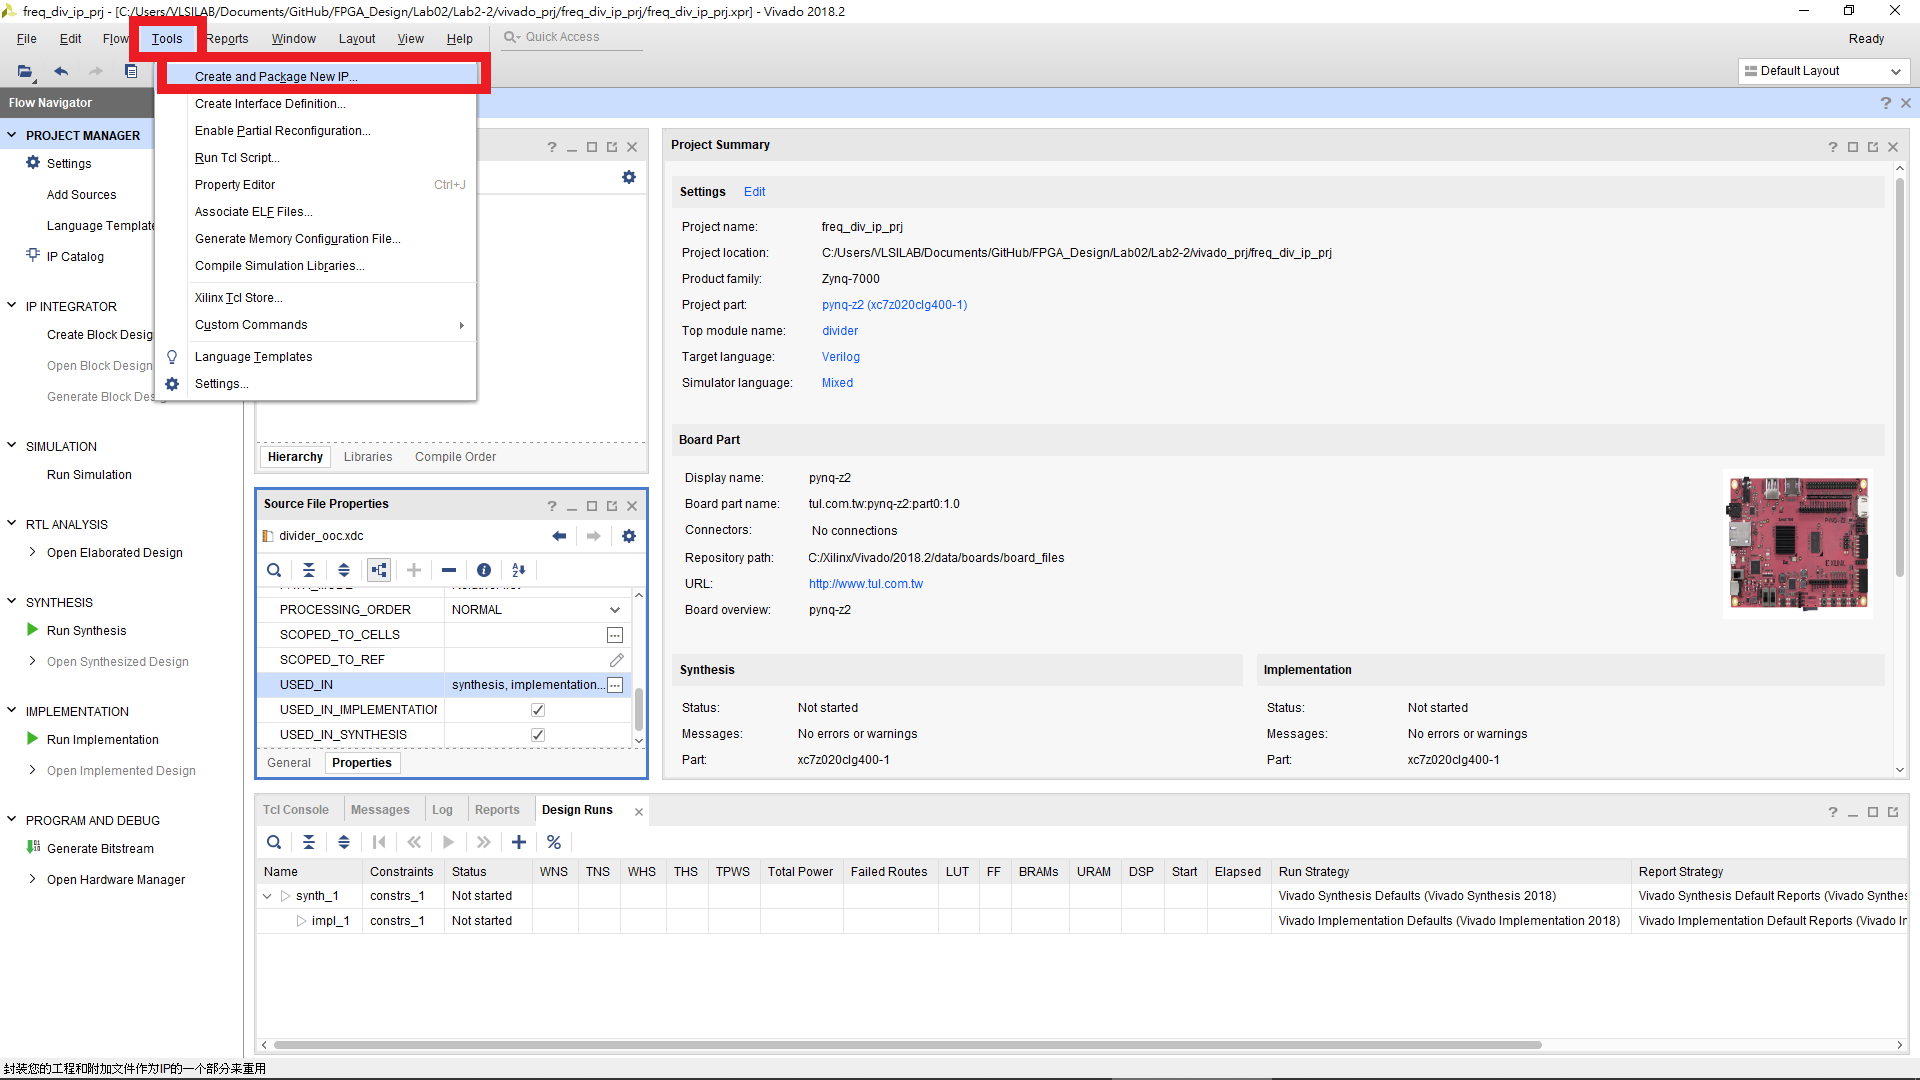 freq_div_ip_prj - [C:/Users/VLSILAB/Documents/GitHub/FPGA_Design/Lab02/Lab2-2/vivado_prj/freq_div_ip_prj/freq_div_ip_prj.xpr] - Vivado 2018.2
File Edit Flow Tools Reports Window Layout View Help Quick Access Ready
Default Layout
Create and Package New IP...
Create Interface Definition...
Enable Partial Reconfiguration...
Run Tcl Script...
Property Editor Ctrl+J
Associate ELF Files...
Generate Memory Configuration File...
Compile Simulation Libraries...
Xilinx Tcl Store...
Custom Commands
Language Templates
Settings...
Flow Navigator
PROJECT MANAGER
Settings
Add Sources
Language Template
IP Catalog
IP INTEGRATOR
Create Block Desig
Open Block Design
Generate Block Des
SIMULATION
Run Simulation
RTL ANALYSIS
Open Elaborated Design
SYNTHESIS
Run Synthesis
Open Synthesized Design
IMPLEMENTATION
Run Implementation
Open Implemented Design
PROGRAM AND DEBUG
Generate Bitstream
Open Hardware Manager
Hierarchy Libraries Compile Order
Source File Properties
divider_ooc.xdc
PROCESSING_ORDER NORMAL
SCOPED_TO_CELLS
SCOPED_TO_REF
USED_IN synthesis, implementation...
USED_IN_IMPLEMENTATION
USED_IN_SYNTHESIS
General Properties
Project Summary
Settings Edit
Project name: freq_div_ip_prj
Project location: C:/Users/VLSILAB/Documents/GitHub/FPGA_Design/Lab02/Lab2-2/vivado_prj/freq_div_ip_prj
Product family: Zynq-7000
Project part: pynq-z2 (xc7z020clg400-1)
Top module name: divider
Target language: Verilog
Simulator language: Mixed
Board Part
Display name: pynq-z2
Board part name: tul.com.tw:pynq-z2:part0:1.0
Connectors: No connections
Repository path: C:/Xilinx/Vivado/2018.2/data/boards/board_files
URL: http://www.tul.com.tw
Board overview: pynq-z2
Synthesis
Status: Not started
Messages: No errors or warnings
Part: xc7z020clg400-1
Implementation
Status: Not started
Messages: No errors or warnings
Part: xc7z020clg400-1
Tcl Console Messages Log Reports Design Runs
Name Constraints Status WNS TNS WHS THS TPWS Total Power Failed Routes LUT FF BRAMs URAM DSP Start Elapsed Run Strategy Report Strategy
synth_1 constrs_1 Not started Vivado Synthesis Defaults (Vivado Synthesis 2018) Vivado Synthesis Default Reports (Vivado Synthes
impl_1 constrs_1 Not started Vivado Implementation Defaults (Vivado Implementation 2018) Vivado Implementation Default Reports (Vivado Ir
封装您的工程和附加文件作为IP的一个部分来重用